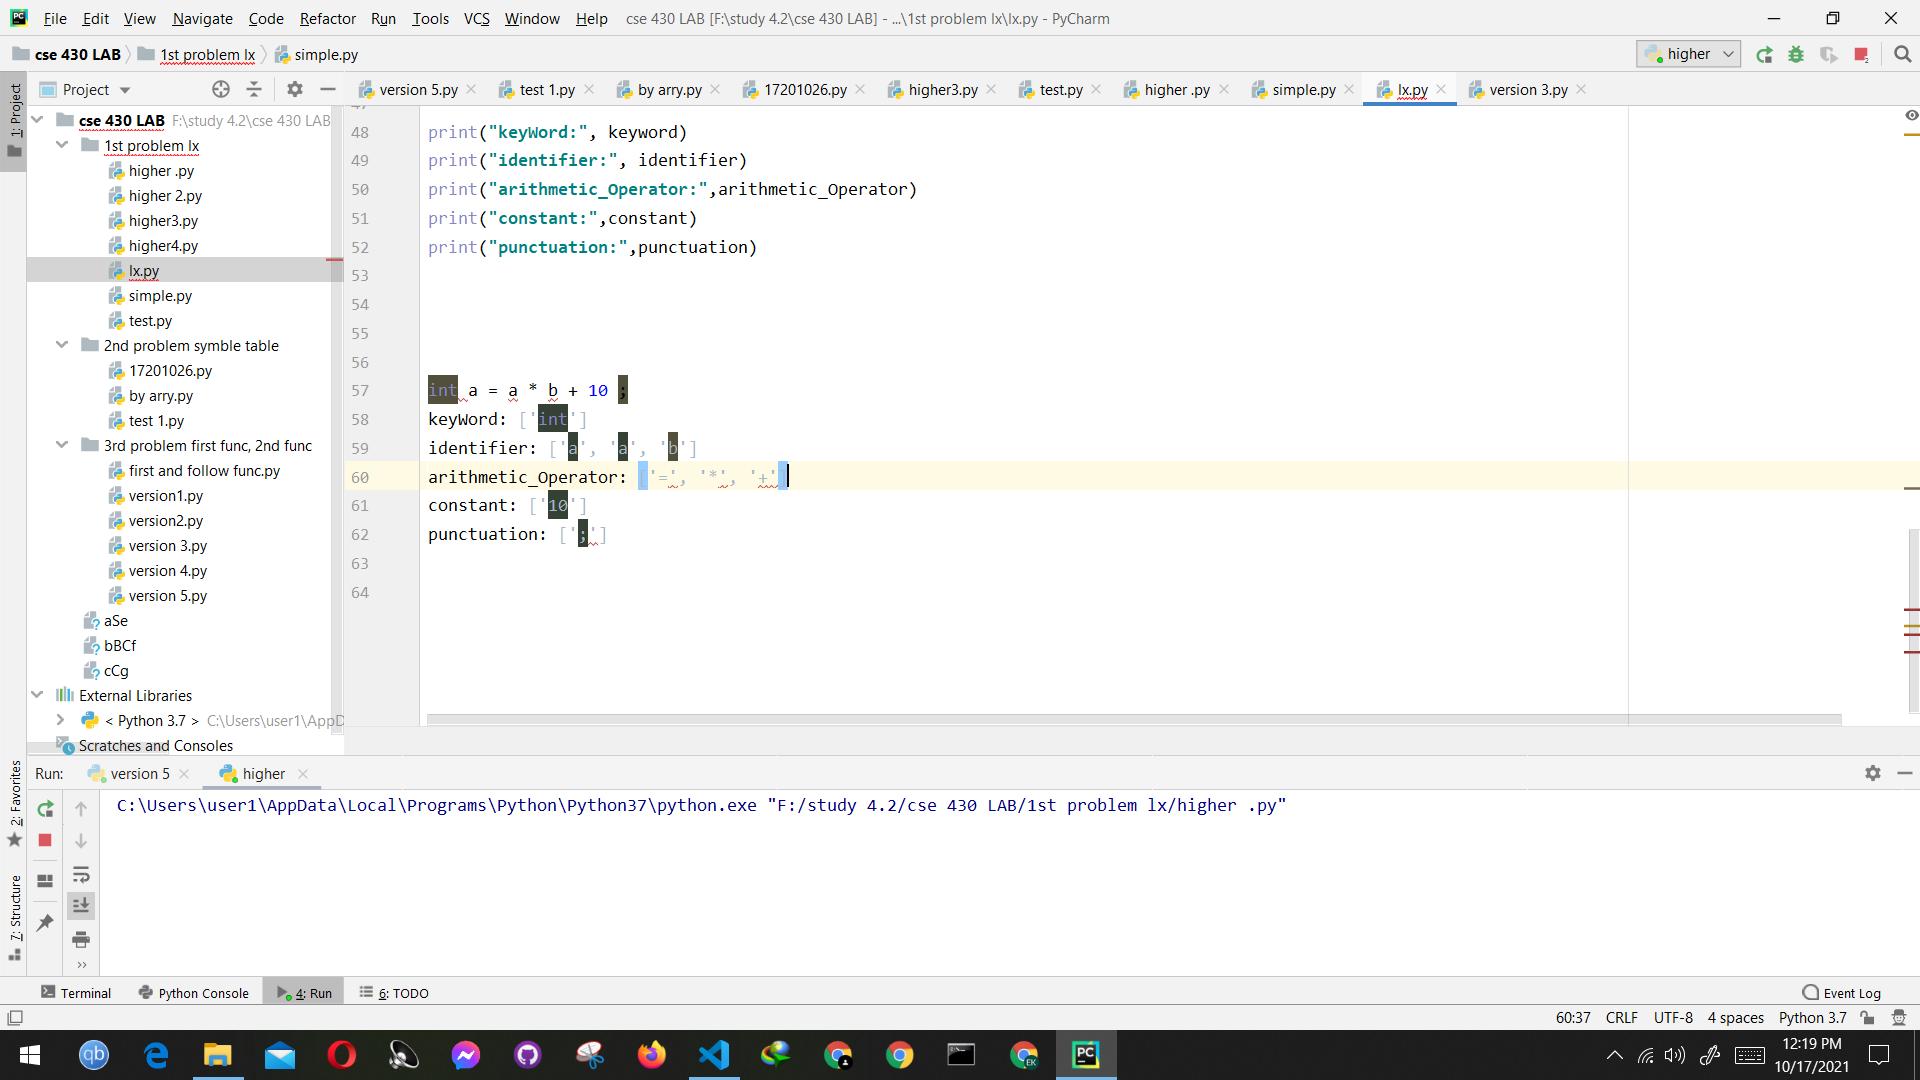 File Edit View Navigate Code Refactor Run Tools VCS Window Help cse 430 LAB [F:\study 4.2\cse 430 LAB] - ...\1st problem lx\lx.py - PyCharm
cse 430 LAB 1st problem lx simple.py higher
Project version 5.py test 1.py by arry.py 17201026.py higher3.py test.py higher .py simple.py lx.py version 3.py
1: Project
cse 430 LAB F:\study 4.2\cse 430 LAB
1st problem lx
higher .py
higher 2.py
higher3.py
higher4.py
lx.py
simple.py
test.py
2nd problem symble table
17201026.py
by arry.py
test 1.py
3rd problem first func, 2nd func
first and follow func.py
version1.py
version2.py
version 3.py
version 4.py
version 5.py
aSe
bBCf
cCg
External Libraries
< Python 3.7 > C:\Users\user1\AppD
Scratches and Consoles
47
48 print("keyWord:", keyword)
49 print("identifier:", identifier)
50 print("arithmetic_Operator:",arithmetic_Operator)
51 print("constant:",constant)
52 print("punctuation:",punctuation)
53
54
55
56
57 int a = a * b + 10 ;
58 keyWord: ['int']
59 identifier: ['a', 'a', 'b']
60 arithmetic_Operator: ['=', '*', '+']
61 constant: ['10']
62 punctuation: [';']
63
64
2: Favorites
7: Structure
Run: version 5 higher
C:\Users\user1\AppData\Local\Programs\Python\Python37\python.exe "F:/study 4.2/cse 430 LAB/1st problem lx/higher .py"
Terminal Python Console 4: Run 6: TODO Event Log
60:37 CRLF UTF-8 4 spaces Python 3.7
12:19 PM
10/17/2021